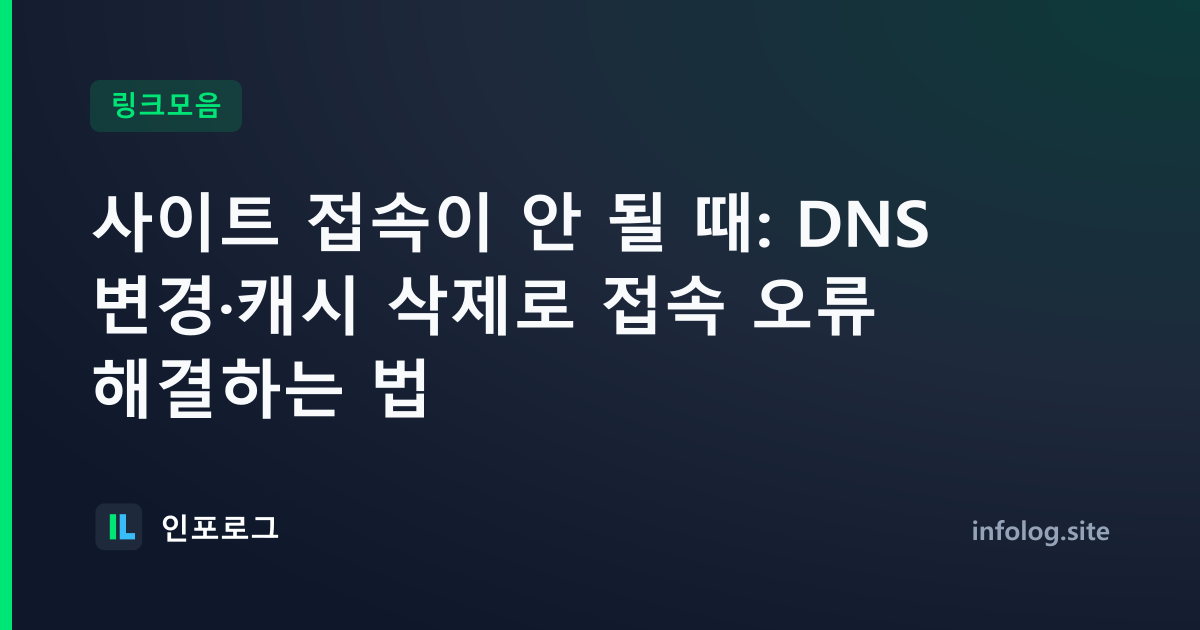 링크모음
사이트 접속이 안 될 때: DNS
변경·캐시 삭제로 접속 오류
해결하는 법
IL 인포로그
infolog.site